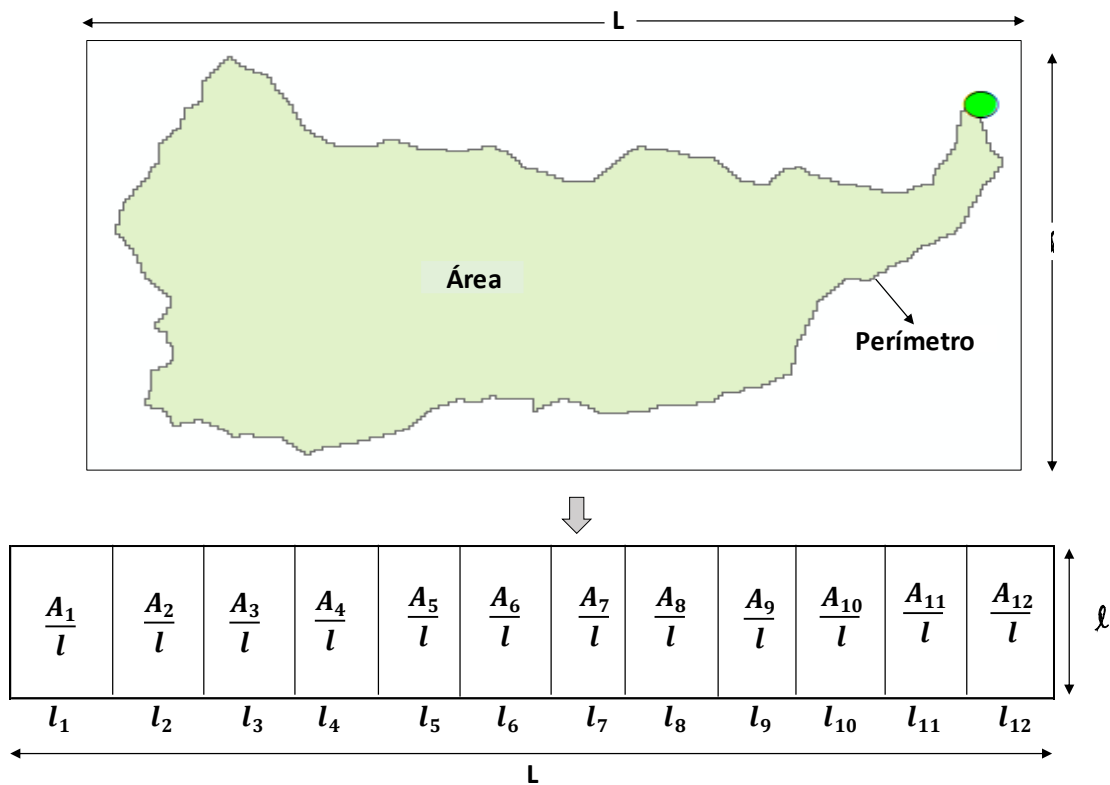 L
Área
Perímetro
A₁/l A₂/l A₃/l A₄/l A₅/l A₆/l A₇/l A₈/l A₉/l A₁₀/l A₁₁/l A₁₂/l
ℓ
l₁ l₂ l₃ l₄ l₅ l₆ l₇ l₈ l₉ l₁₀ l₁₁ l₁₂
L